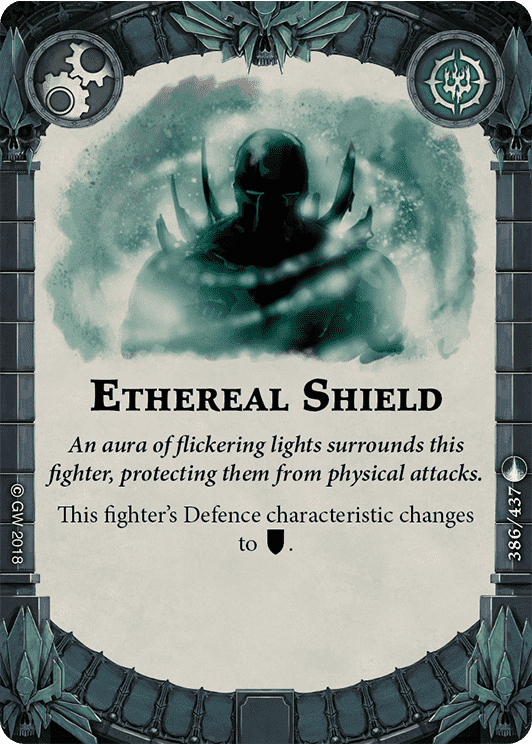 ETHEREAL SHIELD
An aura of flickering lights surrounds this
fighter, protecting them from physical attacks.
This fighter's Defence characteristic changes
to .
© GW 2018
386/437